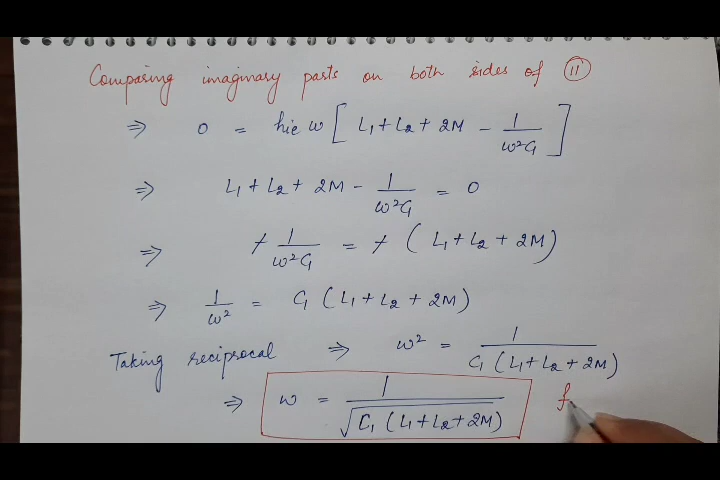 Comparing imaginary parts on both sides of (ii)
⇒ 0 = hie ω [ L₁ + L₂ + 2M - 1/ω²C₁ ]
⇒ L₁ + L₂ + 2M - 1/ω²C₁ = 0
⇒ ̸- 1/ω²C₁ = ̸- ( L₁ + L₂ + 2M )
⇒ 1/ω² = C₁ ( L₁ + L₂ + 2M )
Taking reciprocal ⇒ ω² = 1/C₁ ( L₁ + L₂ + 2M )
⇒ ω = 1/√C₁ ( L₁ + L₂ + 2M ) f